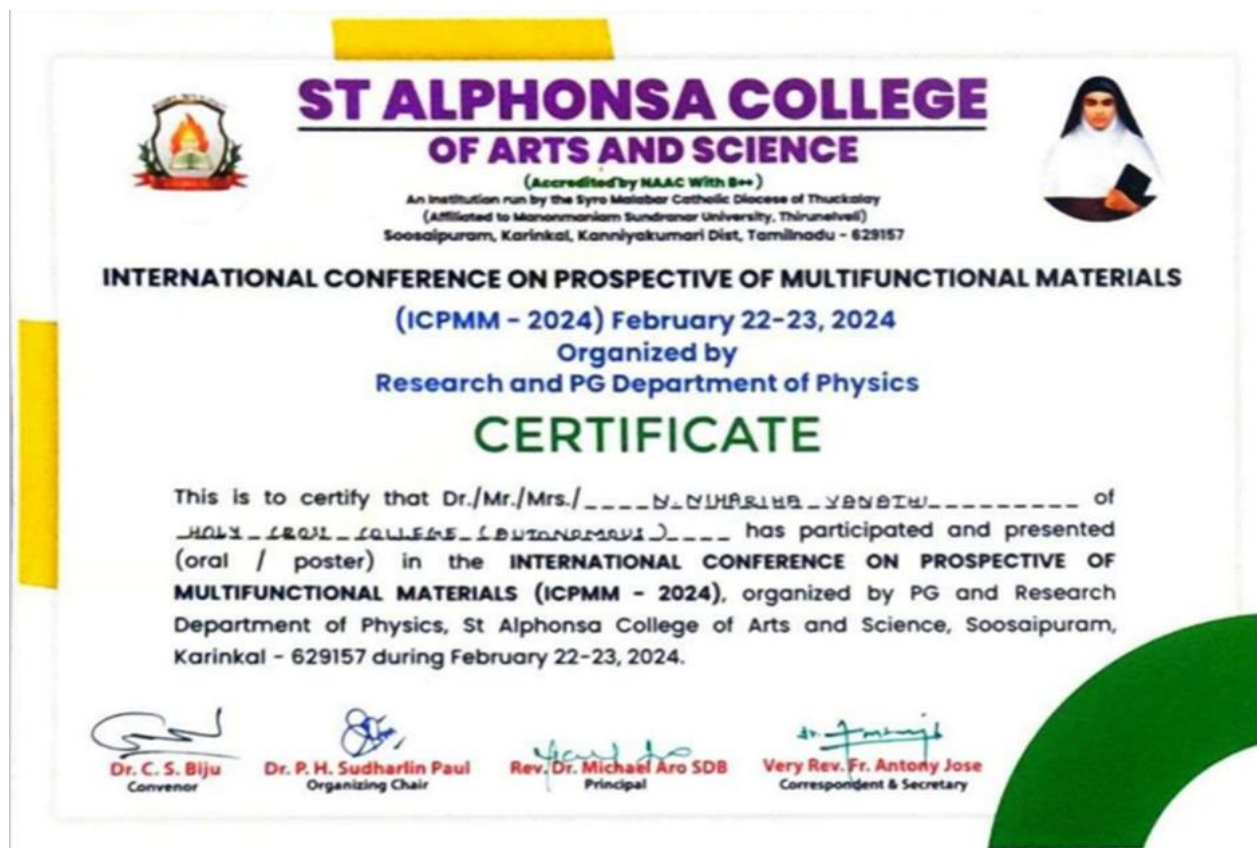 ST ALPHONSA COLLEGE
OF ARTS AND SCIENCE
(Accredited by NAAC With B++)
An Institution run by the Syro Malabar Catholic Diocese of Thuckalay
(Affiliated to Manonmaniam Sundranar University, Thirunelveli)
Soosaipuram, Karinkal, Kanniyakumari Dist, Tamilnadu - 629157
INTERNATIONAL CONFERENCE ON PROSPECTIVE OF MULTIFUNCTIONAL MATERIALS
(ICPMM - 2024) February 22-23, 2024
Organized by
Research and PG Department of Physics
CERTIFICATE
This is to certify that Dr./Mr./Mrs./ N. NIHARIHA of
HOLY CROSS COLLEGE (AUTONOMOUS) has participated and presented
(oral / poster) in the INTERNATIONAL CONFERENCE ON PROSPECTIVE OF
MULTIFUNCTIONAL MATERIALS (ICPMM - 2024), organized by PG and Research
Department of Physics, St Alphonsa College of Arts and Science, Soosaipuram,
Karinkal - 629157 during February 22-23, 2024.
Dr. C. S. Biju Dr. P. H. Sudharlin Paul Rev. Dr. Michael Aro SDB Very Rev. Fr. Antony Jose
Convenor Organizing Chair Principal Correspondent & Secretary